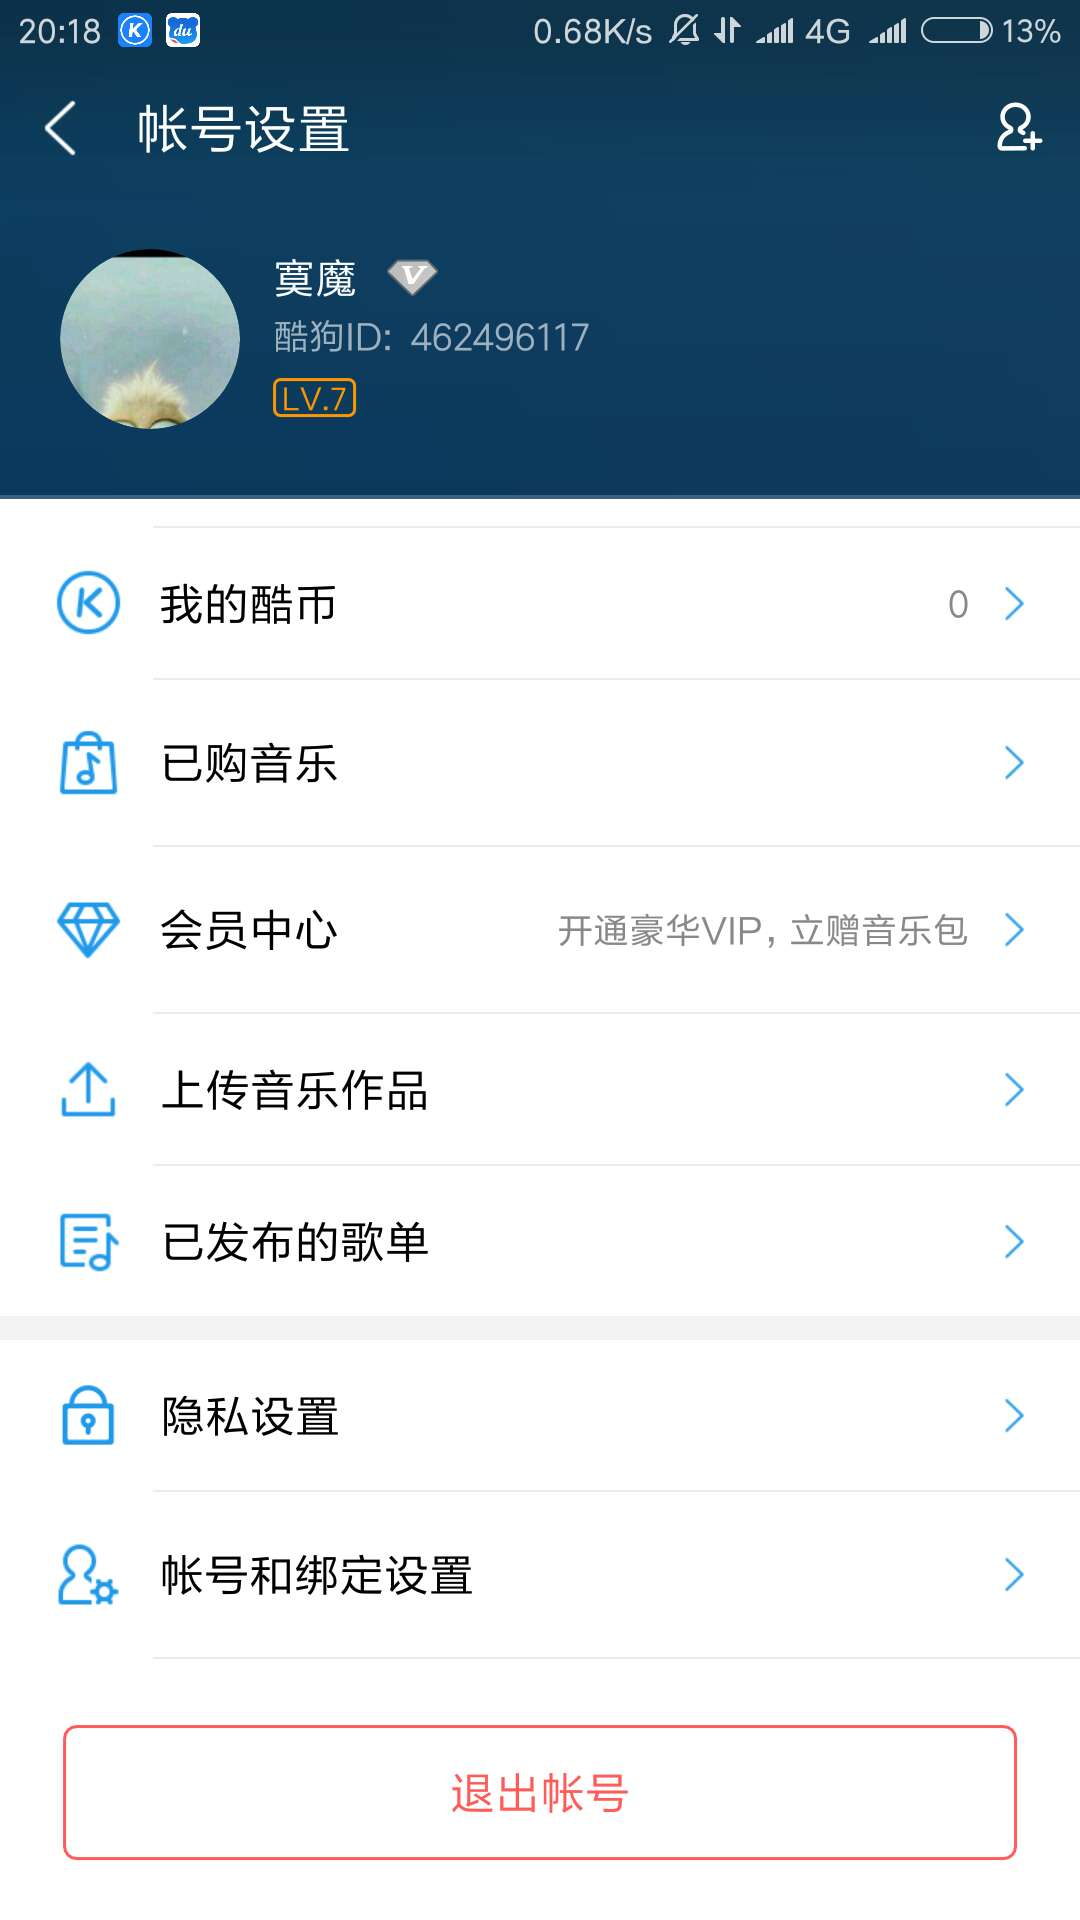 20:18 K du 0.68K/s 4G 13%
帐号设置
寞魔 V
酷狗ID: 462496117
LV.7
我的酷币 0
已购音乐
会员中心 开通豪华VIP，立赠音乐包
上传音乐作品
已发布的歌单
隐私设置
帐号和绑定设置
退出帐号